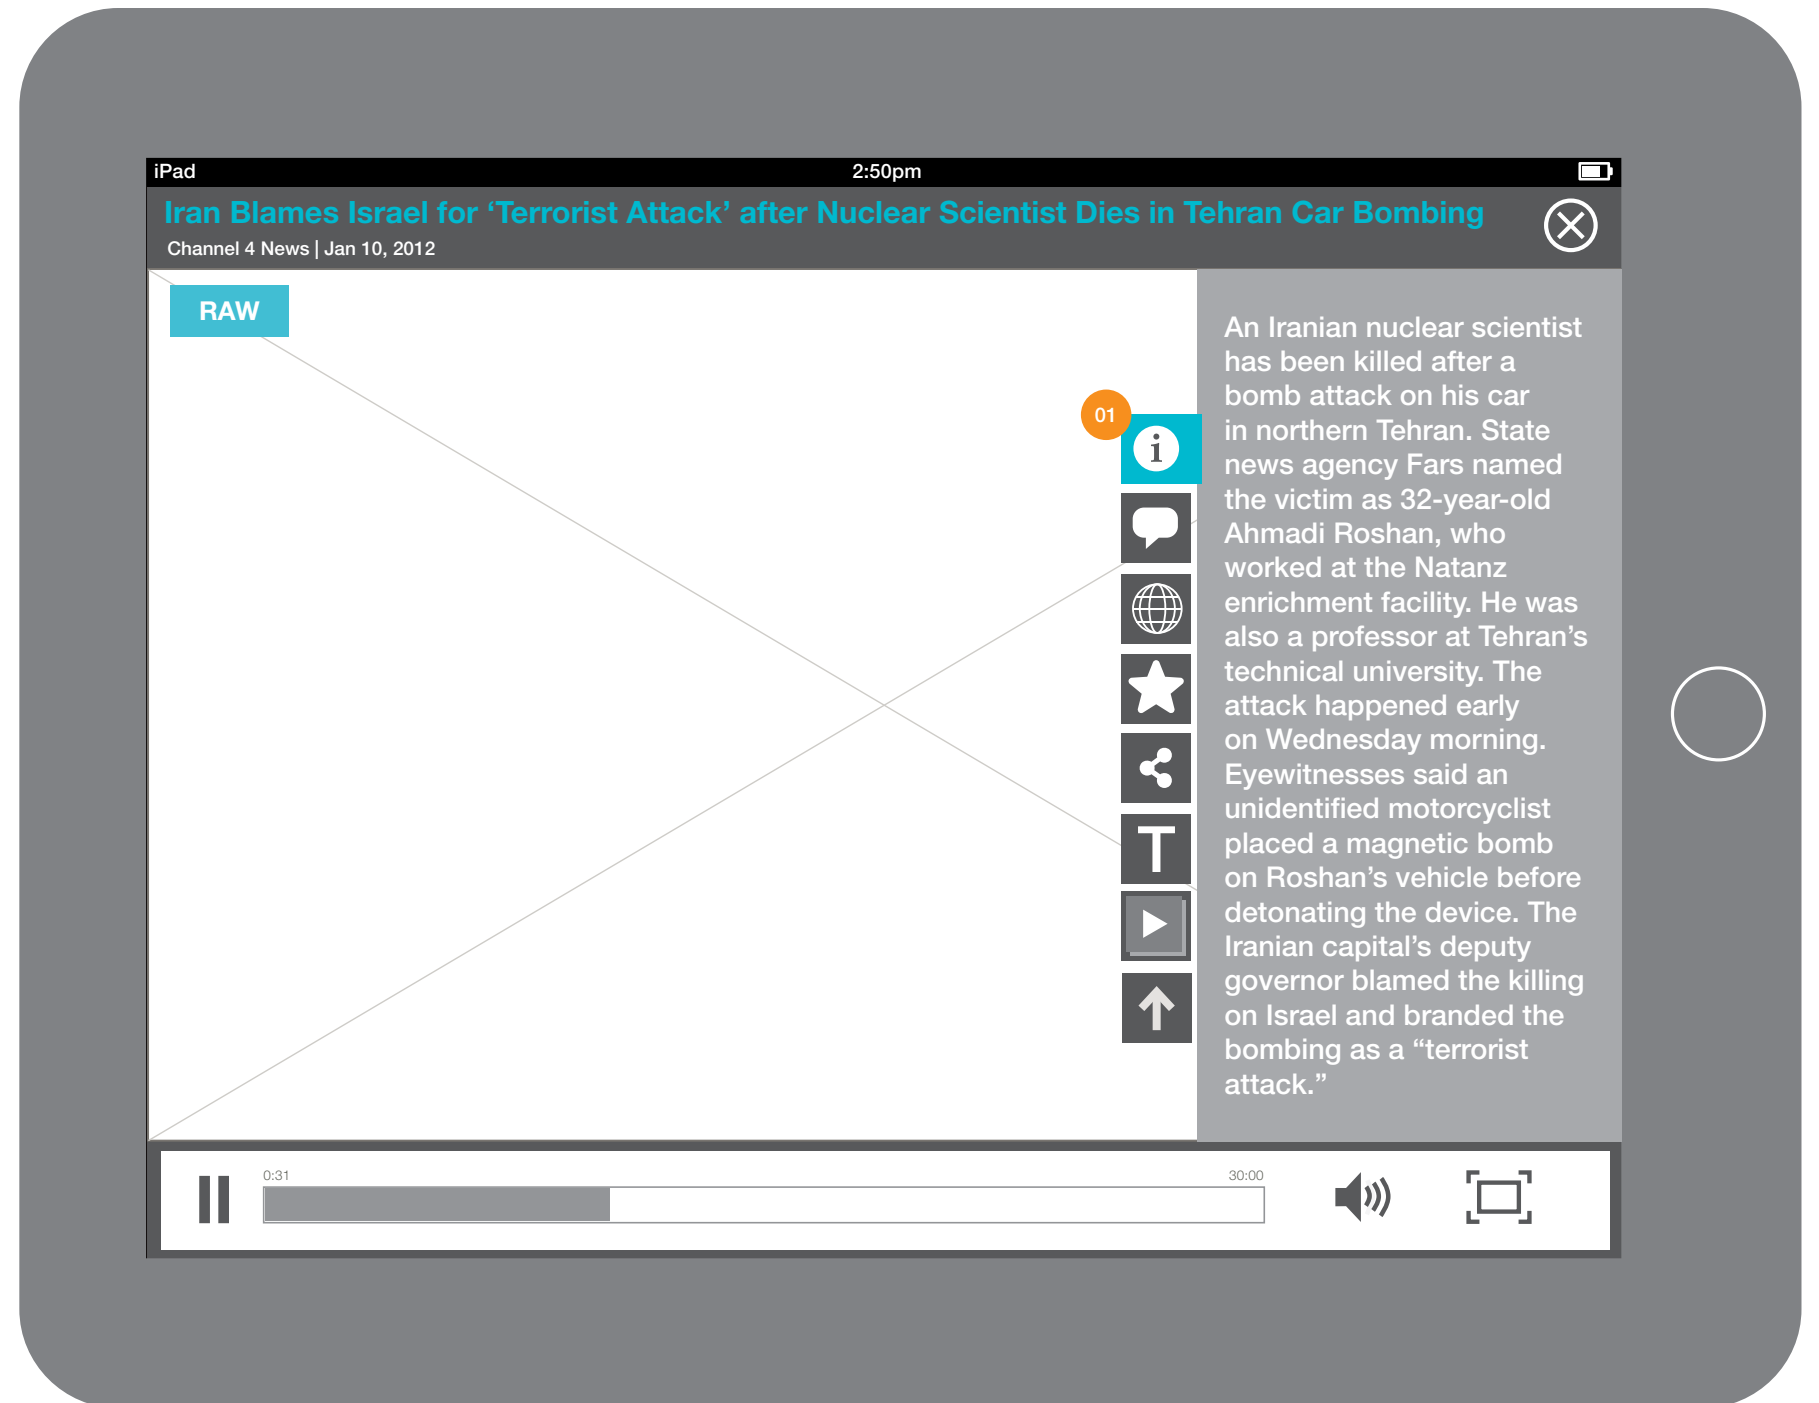 iPad 2:50pm
Iran Blames Israel for ‘Terrorist Attack’ after Nuclear Scientist Dies in Tehran Car Bombing
Channel 4 News | Jan 10, 2012
RAW
01
i
T
An Iranian nuclear scientist
has been killed after a
bomb attack on his car
in northern Tehran. State
news agency Fars named
the victim as 32-year-old
Ahmadi Roshan, who
worked at the Natanz
enrichment facility. He was
also a professor at Tehran’s
technical university. The
attack happened early
on Wednesday morning.
Eyewitnesses said an
unidentified motorcyclist
placed a magnetic bomb
on Roshan’s vehicle before
detonating the device. The
Iranian capital’s deputy
governor blamed the killing
on Israel and branded the
bombing as a “terrorist
attack.”
0:31 30:00